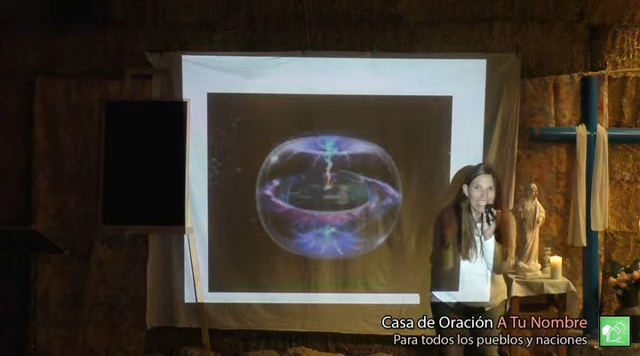 Casa de Oración A Tu Nombre
Para todos los pueblos y naciones